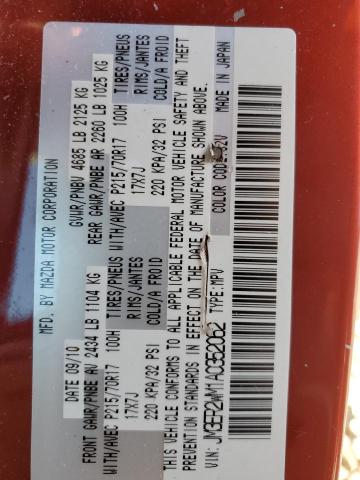 MFD. BY MAZDA MOTOR CORPORATION
DATE 09/10 GVWR/PNBV 4685 LB 2125 KG
FRONT GAWR/PNBE AV 2434 LB 1104 KG REAR GAWR/PNBE AR 2260 LB 1025 KG
WITH/AVEC P215/70R17 100H TIRES/PNEUS WITH/AVEC P215/70R17 100H TIRES/PNEUS
17X7J RIMS/JANTES 17X7J RIMS/JANTES
220 KPA/32 PSI COLD/A FROID 220 KPA/32 PSI COLD/A FROID
THIS VEHICLE CONFORMS TO ALL APPLICABLE FEDERAL MOTOR VEHICLE SAFETY AND THEFT
PREVENTION STANDARDS IN EFFECT ON THE DATE OF MANUFACTURE SHOWN ABOVE.
COLOR CODE:
VIN: TYPE: MPV MADE IN JAPAN